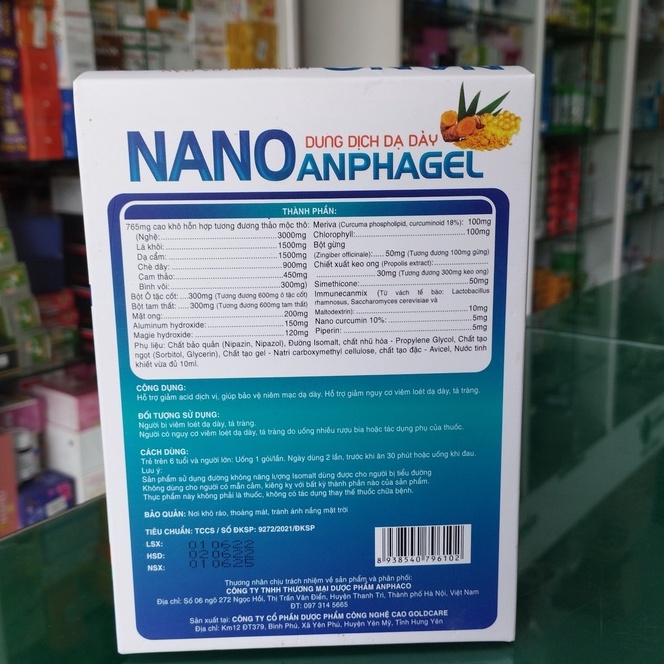 DUNG DỊCH DẠ DÀY
NANO ANPHAGEL
THÀNH PHẦN:
765mg cao khô hỗn hợp tương đương thảo mộc thô:
(Nghệ:............3000mg
Lá khôi:............1500mg
Dạ cẩm:............1500mg
Chè dây:............900mg
Cam thảo:............450mg
Bình vôi:............300mg)
Bột Ô tặc cốt:....300mg (Tương đương 600mg ô tặc cốt)
Bột tam thất:.....300mg (Tương đương 600mg tam thất)
Mật ong:............200mg
Aluminum hydroxide:............150mg
Magie hydroxide:............120mg
Meriva (Curcuma phospholipid, curcuminoid 18%): 100mg
Chlorophyll:............100mg
Bột gừng
(Zingiber officinale):.....50mg (Tương đương 100mg gừng)
Chiết xuất keo ong (Propolis extract):............
............30mg (Tương đương 300mg keo ong)
Simethicone:............50mg
Immunecanmix (Từ vách tế bào: Lactobacillus
rhamnosus, Saccharomyces cerevisiae và
Maltodextrin):............10mg
Nano curcumin 10%:............5mg
Piperin:............5mg
Phụ liệu: Chất bảo quản (Nipazin, Nipazol), Đường Isomalt, chất nhũ hóa - Propylene Glycol, Chất tạo
ngọt (Sorbitol, Glycerin), Chất tạo gel - Natri carboxymethyl cellulose, chất tạo đặc - Avicel, Nước tinh
khiết vừa đủ 10ml.
CÔNG DỤNG:
Hỗ trợ giảm acid dịch vị, giúp bảo vệ niêm mạc dạ dày. Hỗ trợ giảm nguy cơ viêm loét dạ dày, tá tràng.
ĐỐI TƯỢNG SỬ DỤNG:
Người bị viêm loét dạ dày, tá tràng.
Người có nguy cơ viêm loét dạ dày, tá tràng do uống nhiều rượu bia hoặc tác dụng phụ của thuốc.
CÁCH DÙNG:
Trẻ trên 6 tuổi và người lớn: Uống 1 gói/lần. Ngày dùng 2 lần, trước khi ăn 30 phút hoặc uống khi đau.
Lưu ý:
Sản phẩm sử dụng đường không năng lượng Isomalt dùng được cho người bị tiểu đường
Không dùng cho người có mẫn cảm, kiêng kỵ với bất kỳ thành phần nào của sản phẩm.
Thực phẩm này không phải là thuốc, không có tác dụng thay thế thuốc chữa bệnh.
BẢO QUẢN: Nơi khô ráo, thoáng mát, tránh ánh nắng mặt trời
TIÊU CHUẨN: TCCS / SỐ ĐKSP: 9272/2021/ĐKSP
LSX: 01 06 22
HSD: 02 06 22
NSX: 01 06 25
8 938540 796102
Thương nhân chịu trách nhiệm về sản phẩm và phân phối:
CÔNG TY TNHH THƯƠNG MẠI DƯỢC PHẨM ANPHACO
Địa chỉ: Số 06 ngõ 272 Ngọc Hồi, Thị Trấn Văn Điển, Huyện Thanh Trì, Thành phố Hà Nội, Việt Nam
ĐT: 097 314 5665
Sản xuất tại: CÔNG TY CỔ PHẦN DƯỢC PHẨM CÔNG NGHỆ CAO GOLDCARE
Địa chỉ: Km12 ĐT379, Bình Phú, Xã Yên Phú, Huyện Yên Mỹ, Tỉnh Hưng Yên